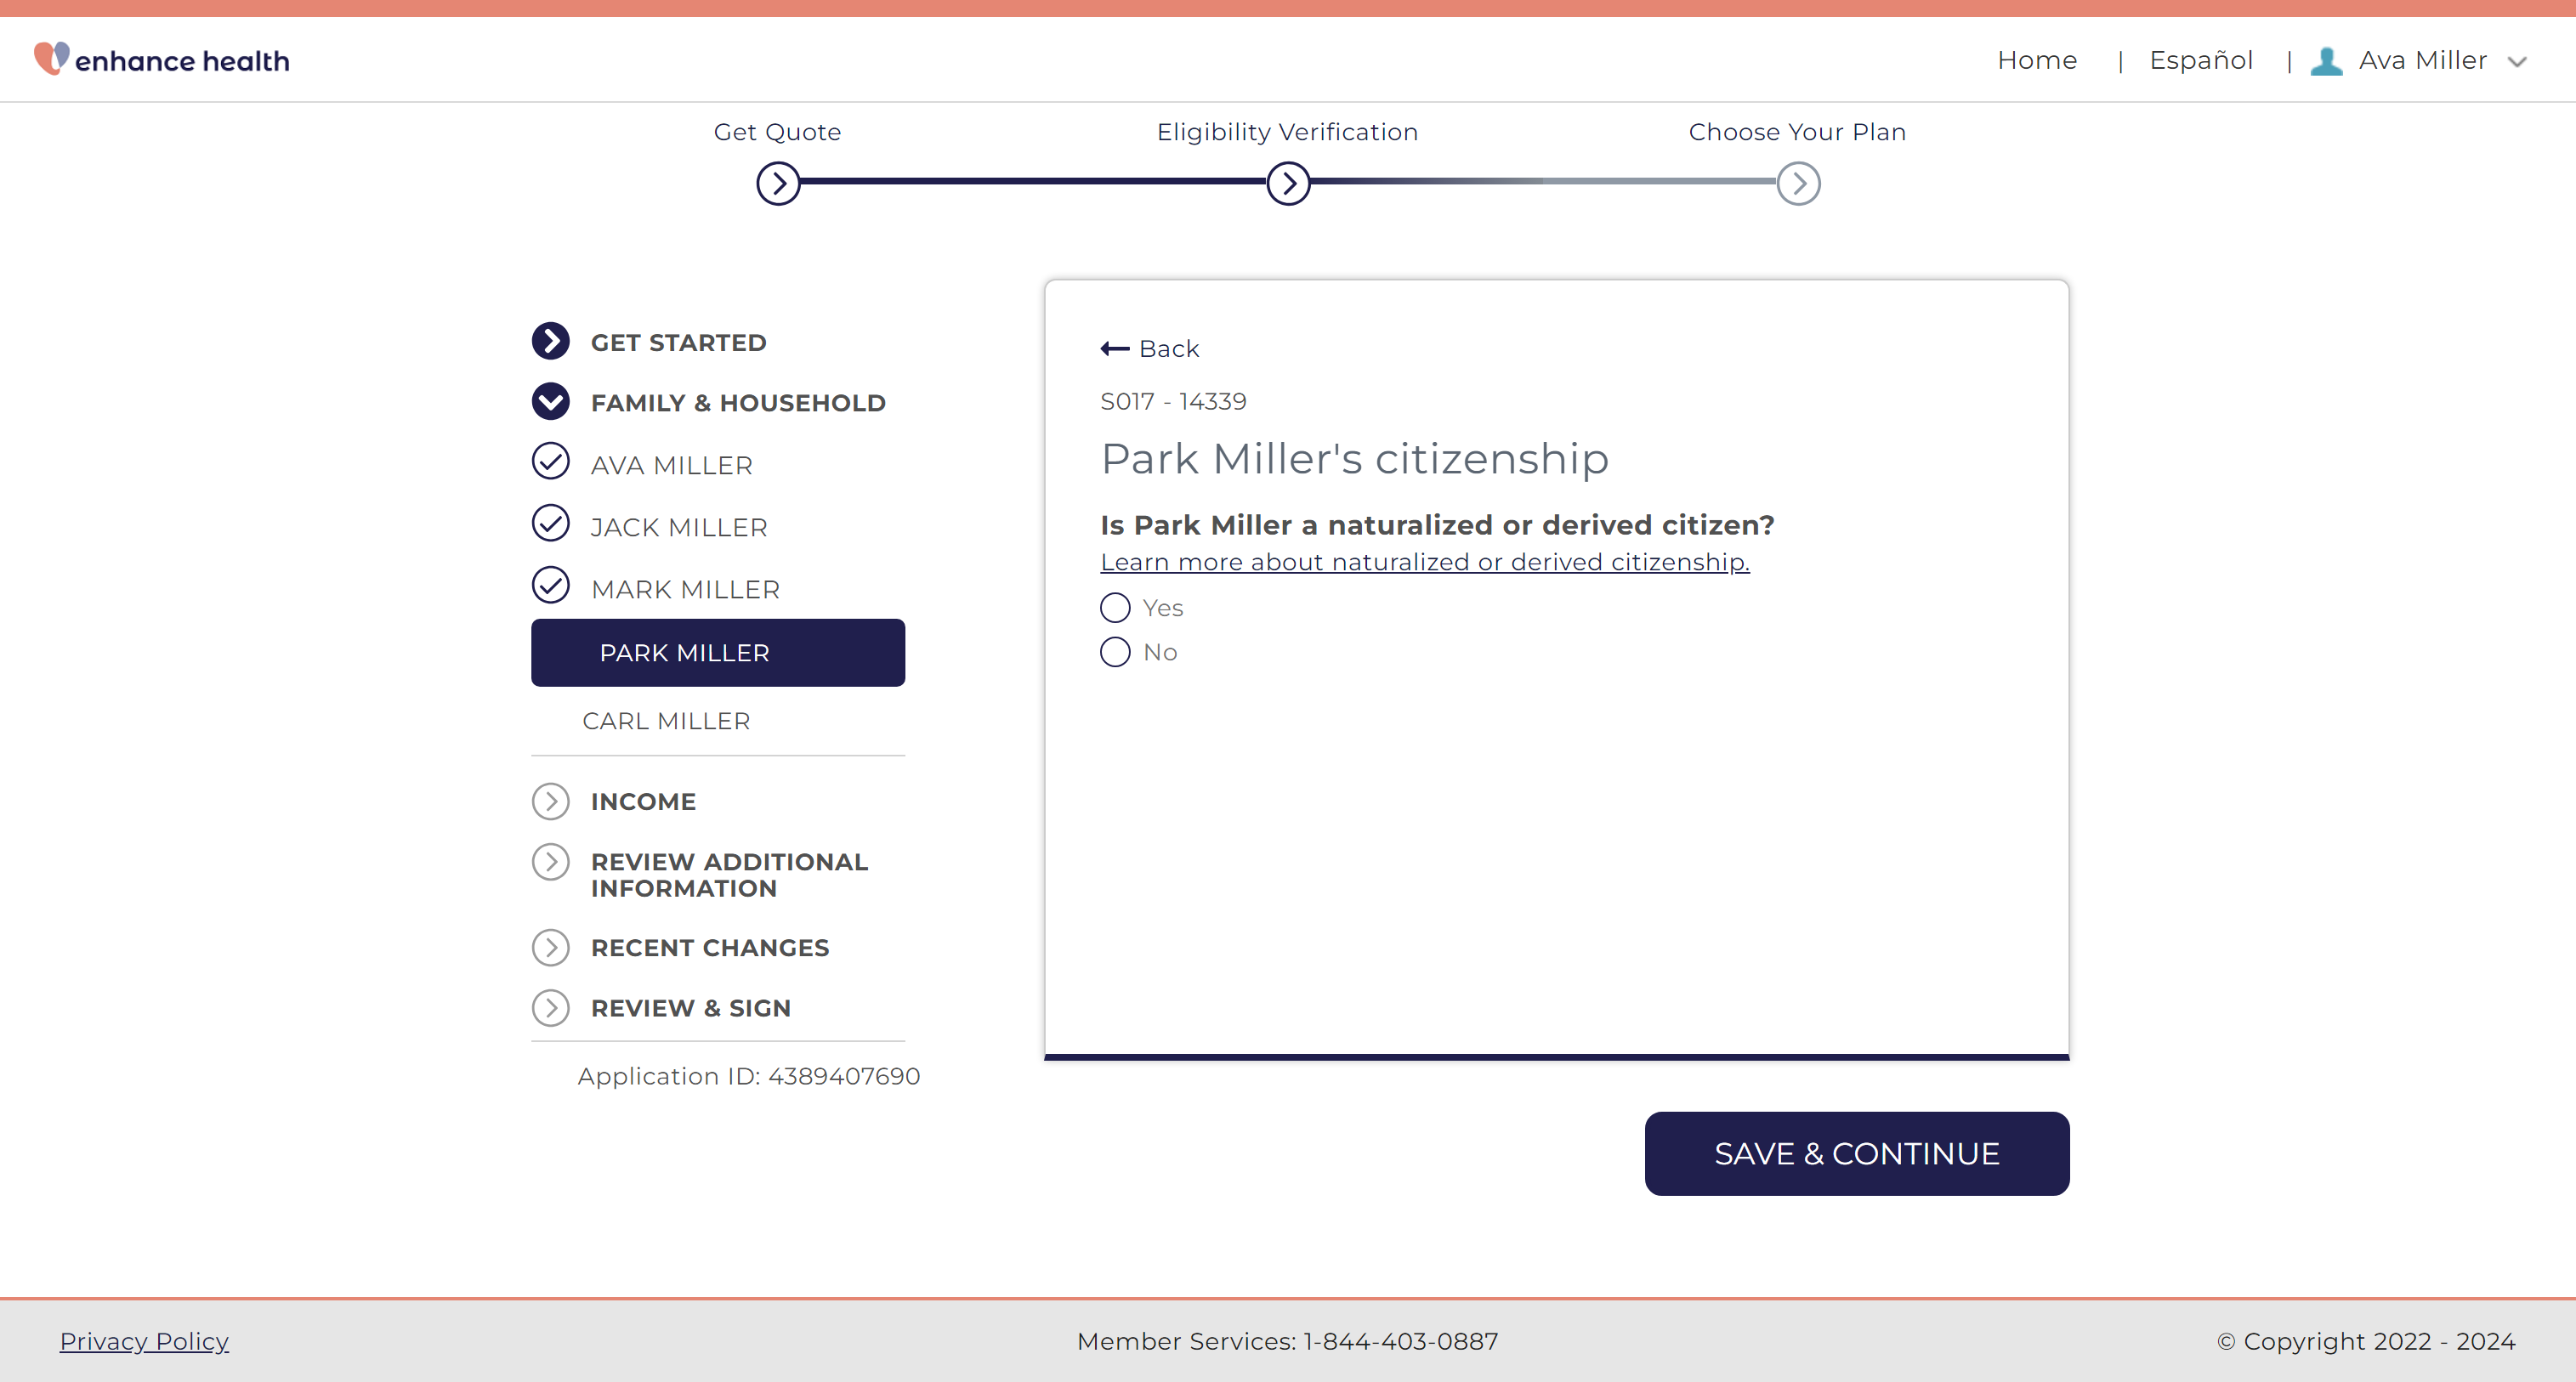 enhance health
Home | Español | Ava Miller
Get Quote
Eligibility Verification
Choose Your Plan
GET STARTED
FAMILY & HOUSEHOLD
AVA MILLER
JACK MILLER
MARK MILLER
PARK MILLER
CARL MILLER
INCOME
REVIEW ADDITIONAL
INFORMATION
RECENT CHANGES
REVIEW & SIGN
Application ID: 4389407690
Back
S017 - 14339
Park Miller's citizenship
Is Park Miller a naturalized or derived citizen?
Learn more about naturalized or derived citizenship.
Yes
No
SAVE & CONTINUE
Privacy Policy
Member Services: 1-844-403-0887
© Copyright 2022 - 2024